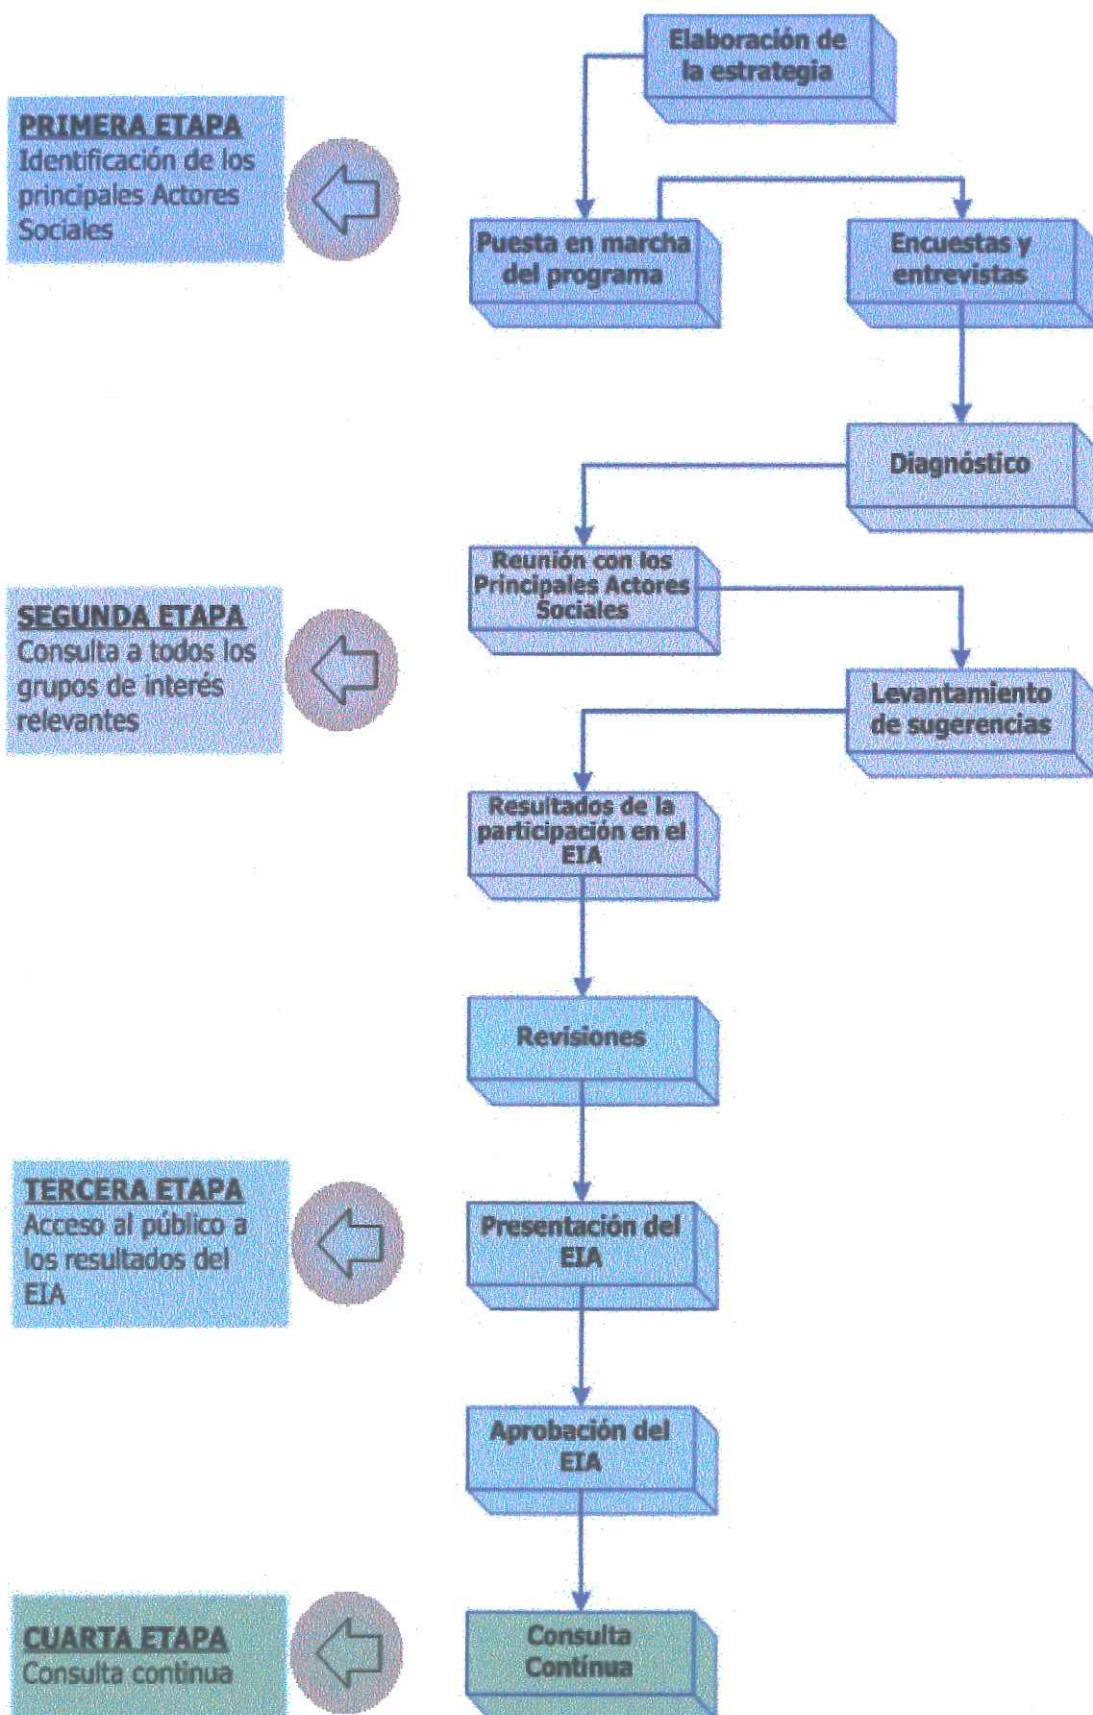 Elaboración de
la estrategia
PRIMERA ETAPA
Identificación de los
principales Actores
Sociales
Puesta en marcha
del programa
Encuestas y
entrevistas
Diagnóstico
Reunión con los
Principales Actores
Sociales
SEGUNDA ETAPA
Consulta a todos los
grupos de interés
relevantes
Levantamiento
de sugerencias
Resultados de la
participación en el
EIA
Revisiones
TERCERA ETAPA
Acceso al público a
los resultados del
EIA
Presentación del
EIA
Aprobación del
EIA
CUARTA ETAPA
Consulta continua
Consulta
Contínua